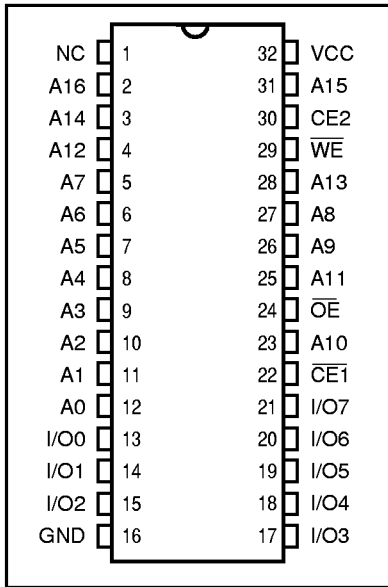 NC 1 32 VCC
A16 2 31 A15
A14 3 30 CE2
A12 4 29 W̅E̅
A7 5 28 A13
A6 6 27 A8
A5 7 26 A9
A4 8 25 A11
A3 9 24 O̅E̅
A2 10 23 A10
A1 11 22 C̅E̅1̅
A0 12 21 I/O7
I/O0 13 20 I/O6
I/O1 14 19 I/O5
I/O2 15 18 I/O4
GND 16 17 I/O3